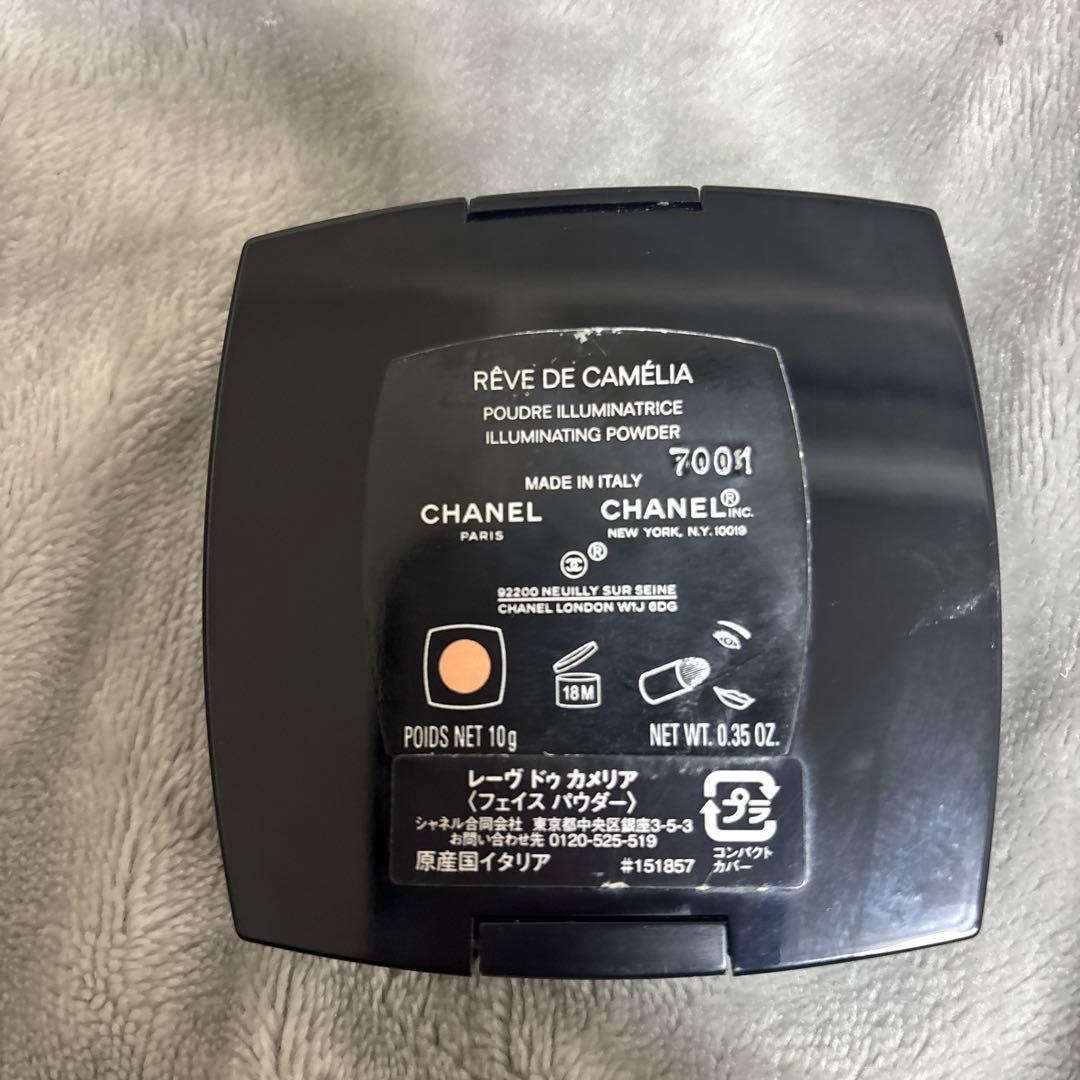 RÊVE DE CAMÉLIA
POUDRE ILLUMINATRICE
ILLUMINATING POWDER
MADE IN ITALY
CHANEL
PARIS
CHANEL® INC.
NEW YORK, N.Y. 10019
®
92200 NEUILLY SUR SEINE
CHANEL LONDON W1J 6DG
18M
POIDS NET 10g
NET WT. 0.35 OZ.
レーヴ ドゥ カメリア
〈フェイス パウダー〉
シャネル合同会社 東京都中央区銀座3-5-3
お問い合わせ先 0120-525-519
原産国イタリア
#151857
プラ
コンパクト
カバー